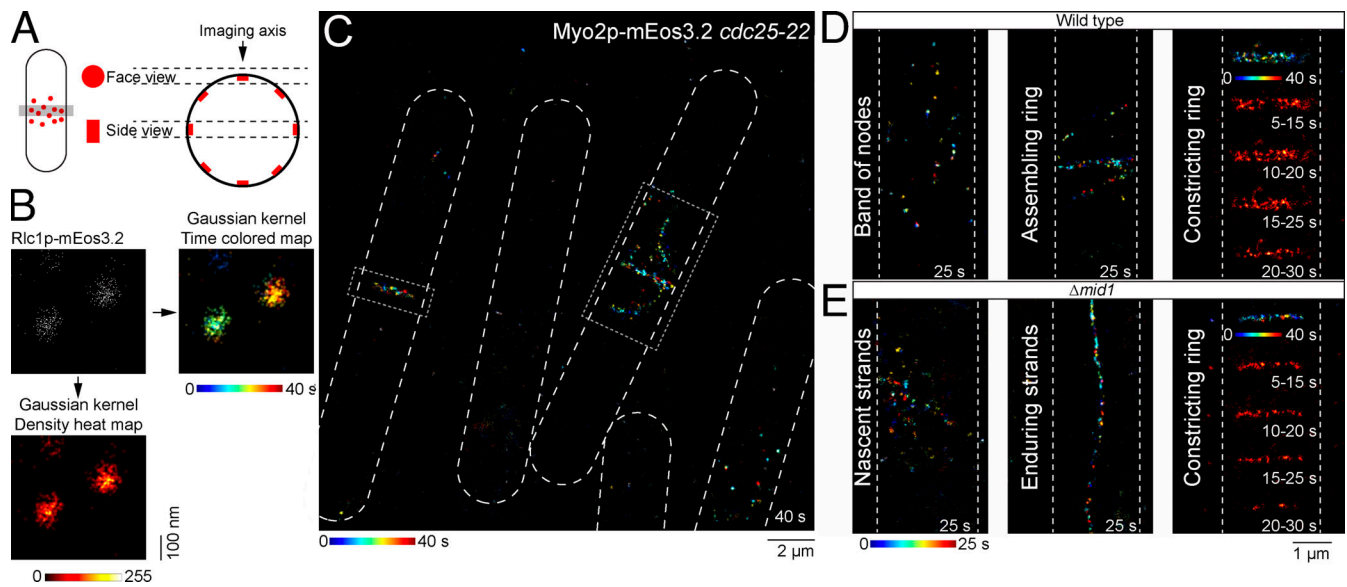 A
Imaging axis
Face view
Side view
B
Rlc1p-mEos3.2
Gaussian kernel
Time colored map
0 40 s
Gaussian kernel
Density heat map
100 nm
0 255
C
Myo2p-mEos3.2 cdc25-22
40 s
0 40 s
2 µm
D
Wild type
Band of nodes
25 s
Assembling ring
25 s
Constricting ring
0 40 s
5-15 s
10-20 s
15-25 s
20-30 s
E
Δmid1
Nascent strands
25 s
Enduring strands
25 s
Constricting ring
0 40 s
5-15 s
10-20 s
15-25 s
20-30 s
0 25 s
1 µm